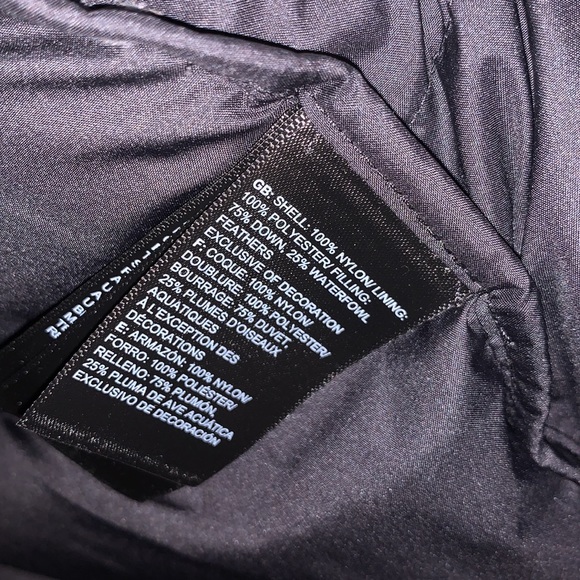 GB: SHELL: 100% NYLON/ LINING:
100% POLYESTER/ FILLING:
75% DOWN. 25% WATERFOWL
FEATHERS
EXCLUSIVE OF DECORATION
F: COQUE: 100% NYLON/
DOUBLURE: 100% POLYESTER/
BOURRAGE: 75% DUVET,
25% PLUMES D'OISEAUX
AQUATIQUES
À L'EXCEPTION DES
DÉCORATIONS
E: ARMAZÓN: 100% NYLON/
FORRO: 100% POLIESTER/
RELLENO: 75% PLUMÓN,
25% PLUMA DE AVE ACUÁTICA
EXCLUSIVO DE DECORACIÓN